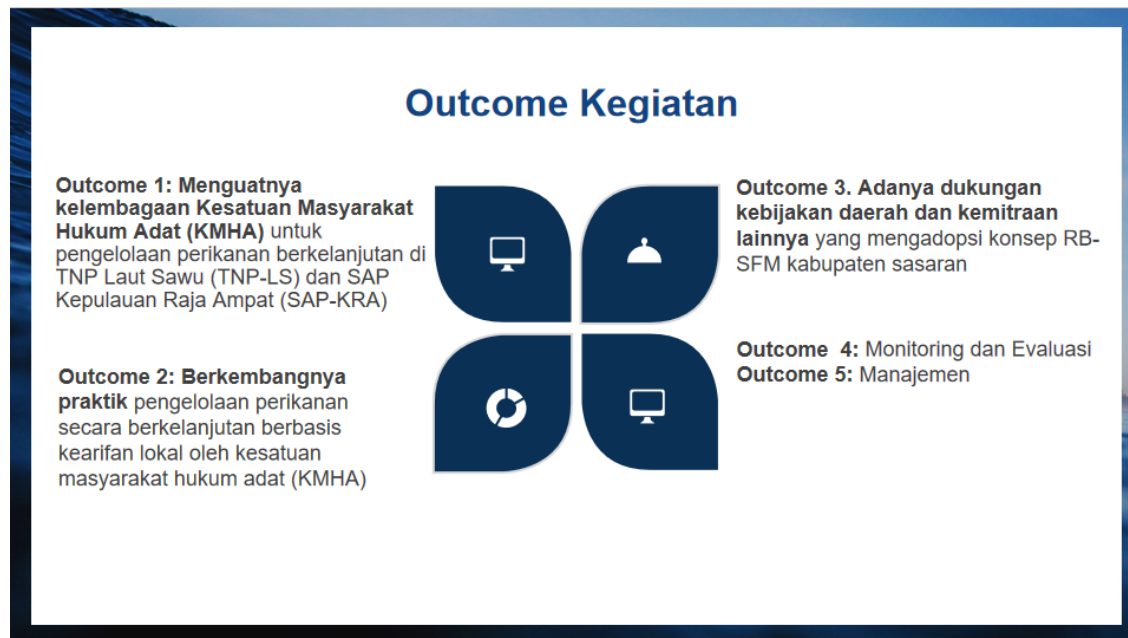 Outcome Kegiatan
Outcome 1: Menguatnya
kelembagaan Kesatuan Masyarakat
Hukum Adat (KMHA) untuk
pengelolaan perikanan berkelanjutan di
TNP Laut Sawu (TNP-LS) dan SAP
Kepulauan Raja Ampat (SAP-KRA)
Outcome 2: Berkembangnya
praktik pengelolaan perikanan
secara berkelanjutan berbasis
kearifan lokal oleh kesatuan
masyarakat hukum adat (KMHA)
Outcome 3. Adanya dukungan
kebijakan daerah dan kemitraan
lainnya yang mengadopsi konsep RB-
SFM kabupaten sasaran
Outcome 4: Monitoring dan Evaluasi
Outcome 5: Manajemen